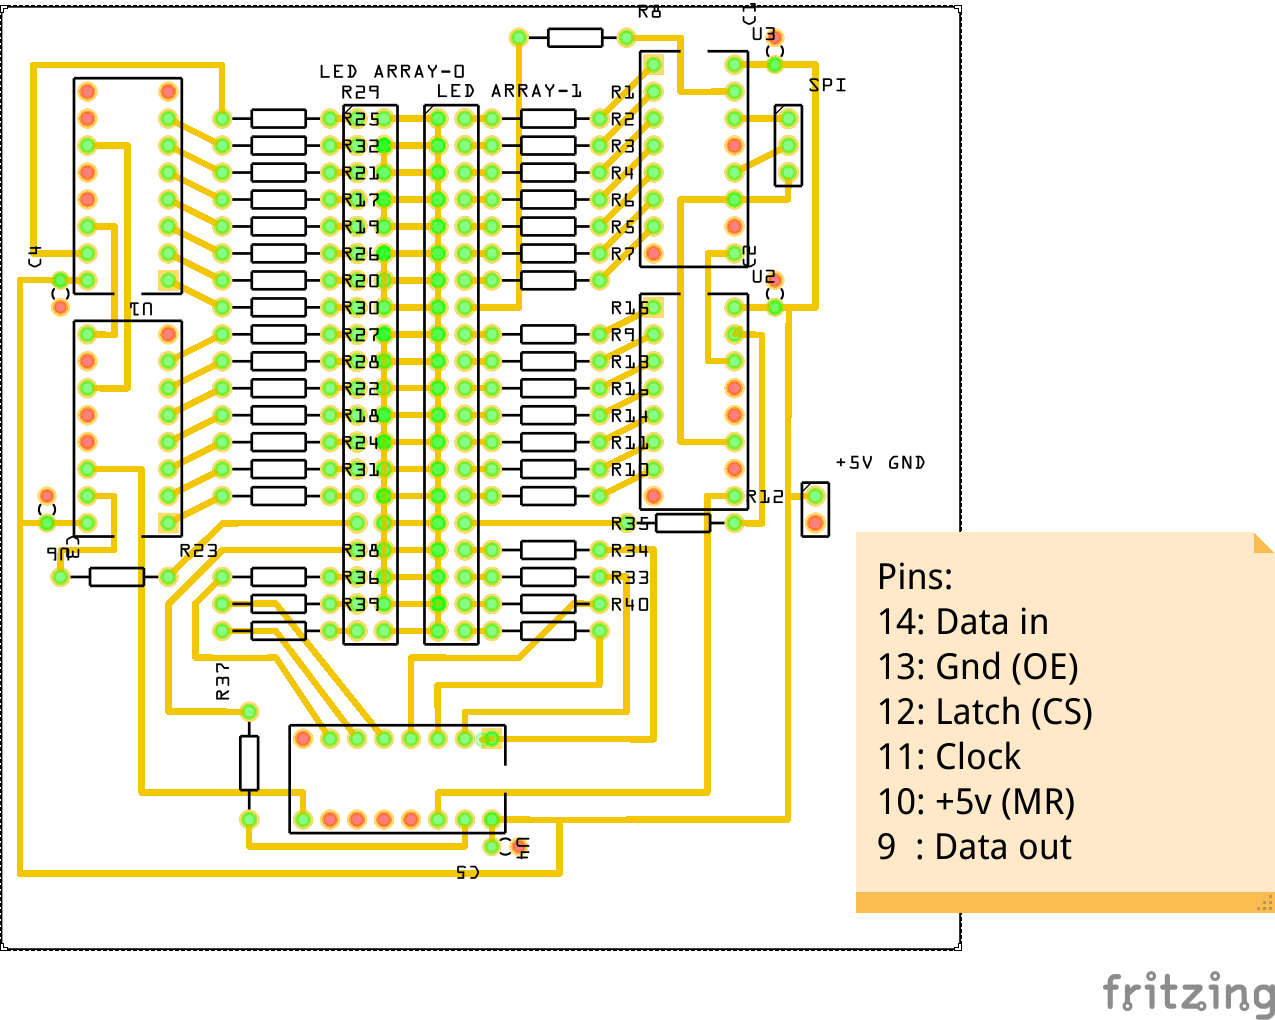 R8
C1
U3
LED ARRAY-0
SPI
R29
LED ARRAY-1
R1
R25
R2
R32
R3
R21
R4
R17
R6
R19
R5
C4
R26
R7
C2
R20
U2
R30
R15
U1
R27
R9
R28
R13
R22
R16
R18
R14
R24
R11
+5V GND
R31
R10
R12
R35
R23
R38
R34
R36
R33
R39
R40
R37
C5
Pins:
14: Data in
13: Gnd (OE)
12: Latch (CS)
11: Clock
10: +5v (MR)
9 : Data out
fritzing